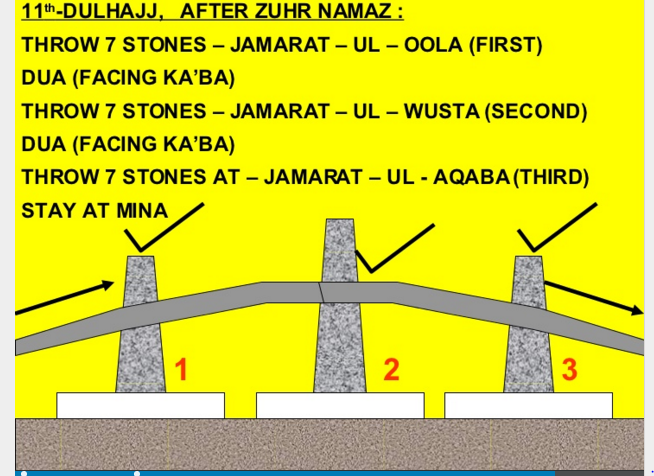 11th-DULHAJJ, AFTER ZUHR NAMAZ :
THROW 7 STONES – JAMARAT – UL – OOLA (FIRST)
DUA (FACING KA’BA)
THROW 7 STONES – JAMARAT – UL – WUSTA (SECOND)
DUA (FACING KA’BA)
THROW 7 STONES AT – JAMARAT – UL - AQABA (THIRD)
STAY AT MINA
1 2 3